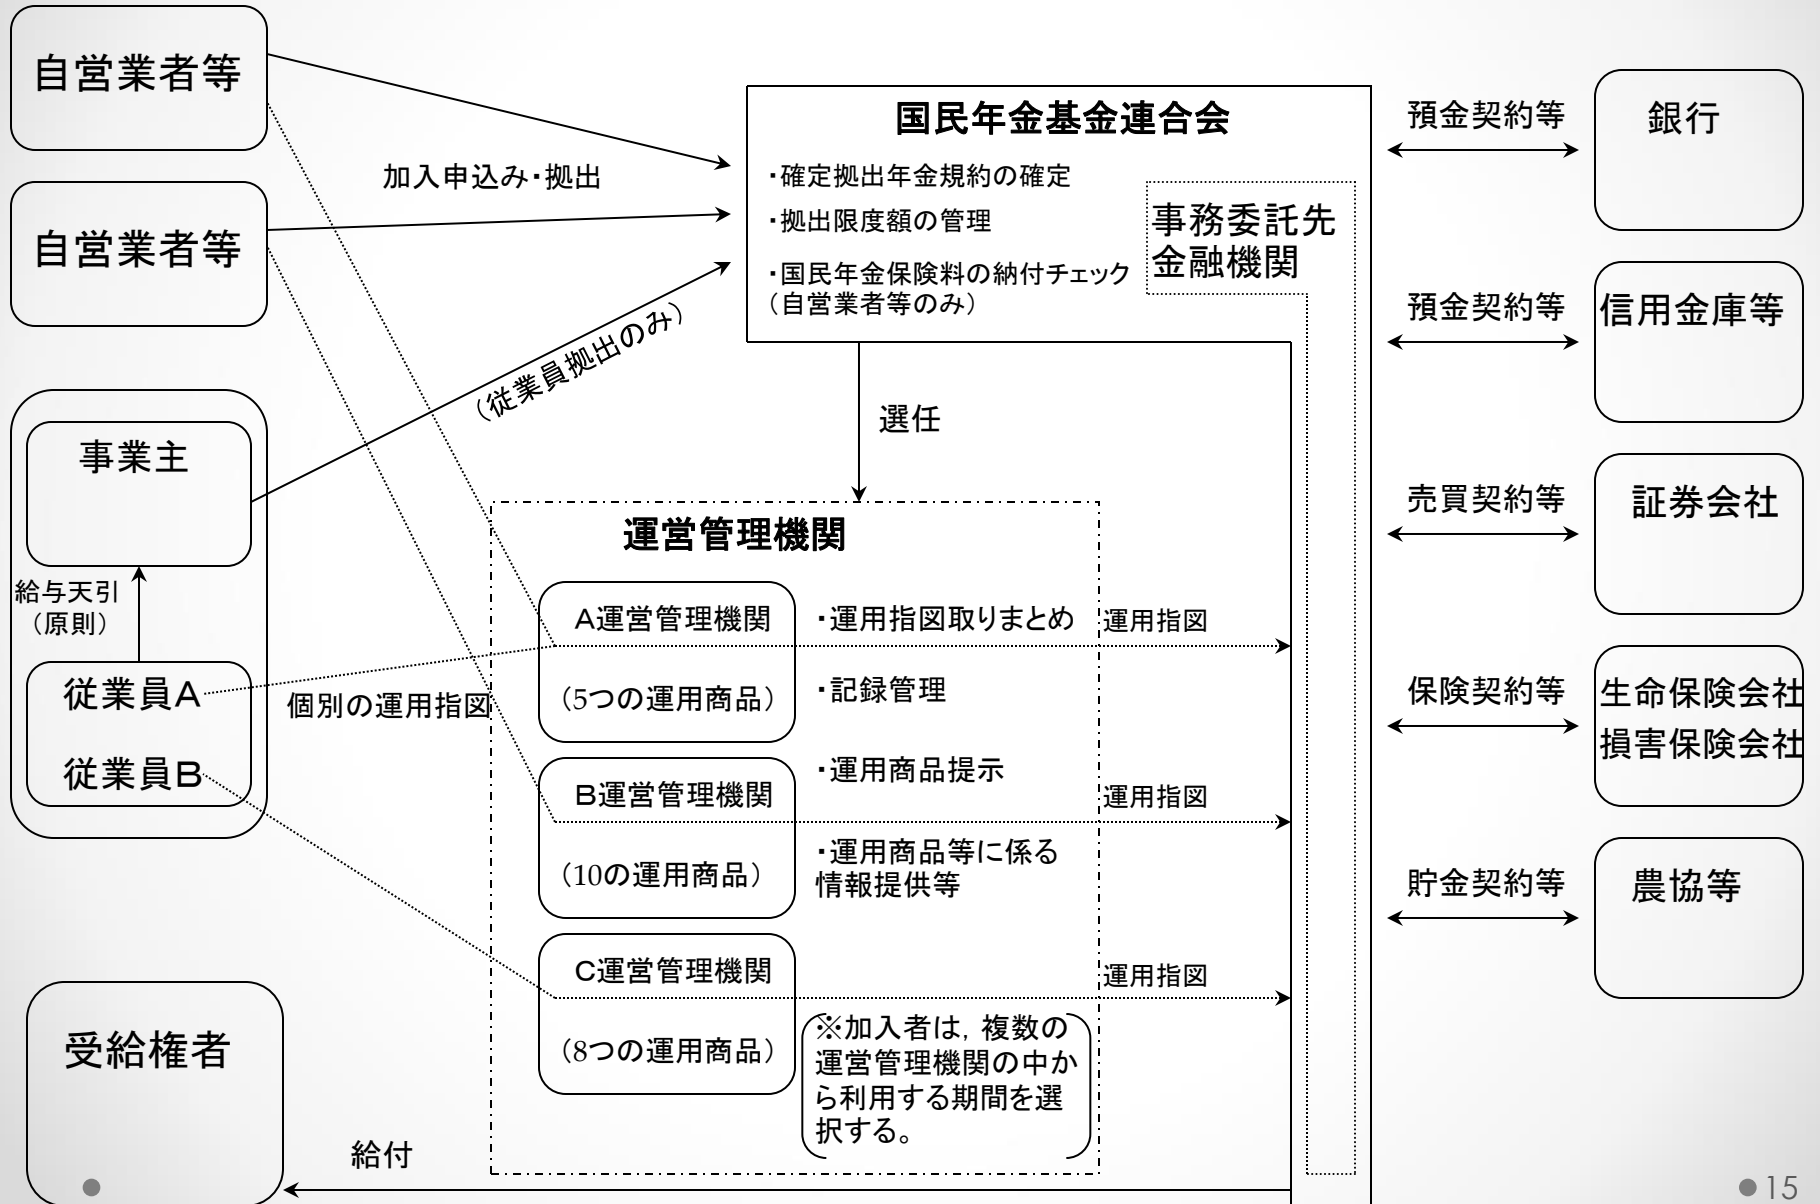 自営業者等
自営業者等
加入申込み・拠出
(従業員拠出のみ)
事業主
給与天引
(原則)
従業員A
従業員B
個別の運用指図
受給権者
給付
国民年金基金連合会
・確定拠出年金規約の確定
・拠出限度額の管理
・国民年金保険料の納付チェック
(自営業者等のみ)
事務委託先
金融機関
選任
運営管理機関
A運営管理機関
(5つの運用商品)
B運営管理機関
(10の運用商品)
C運営管理機関
(8つの運用商品)
・運用指図取りまとめ
・記録管理
・運用商品提示
・運用商品等に係る
情報提供等
※加入者は,複数の
運営管理機関の中か
ら利用する期間を選
択する。
運用指図
運用指図
運用指図
預金契約等
銀行
預金契約等
信用金庫等
売買契約等
証券会社
保険契約等
生命保険会社
損害保険会社
貯金契約等
農協等
15